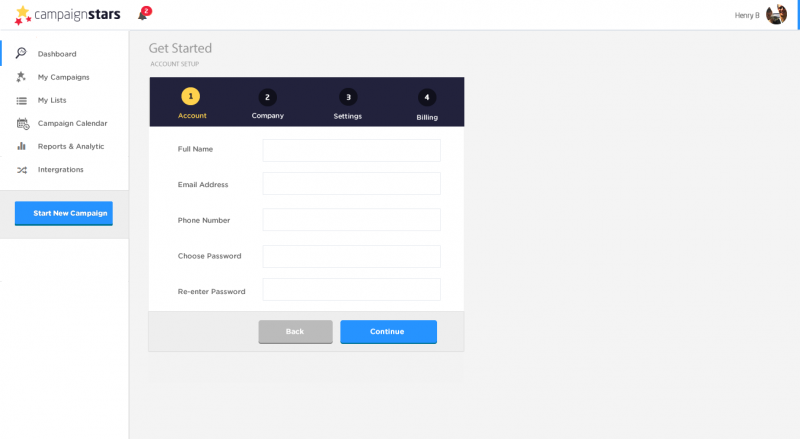 campaignstars
2
Henry B
Dashboard
My Campaigns
My Lists
Campaign Calendar
Reports & Analytic
Intergrations
Start New Campaign
Get Started
ACCOUNT SETUP
1
2
3
4
Account
Company
Settings
Billing
Full Name
Email Address
Phone Number
Choose Password
Re-enter Password
Back
Continue